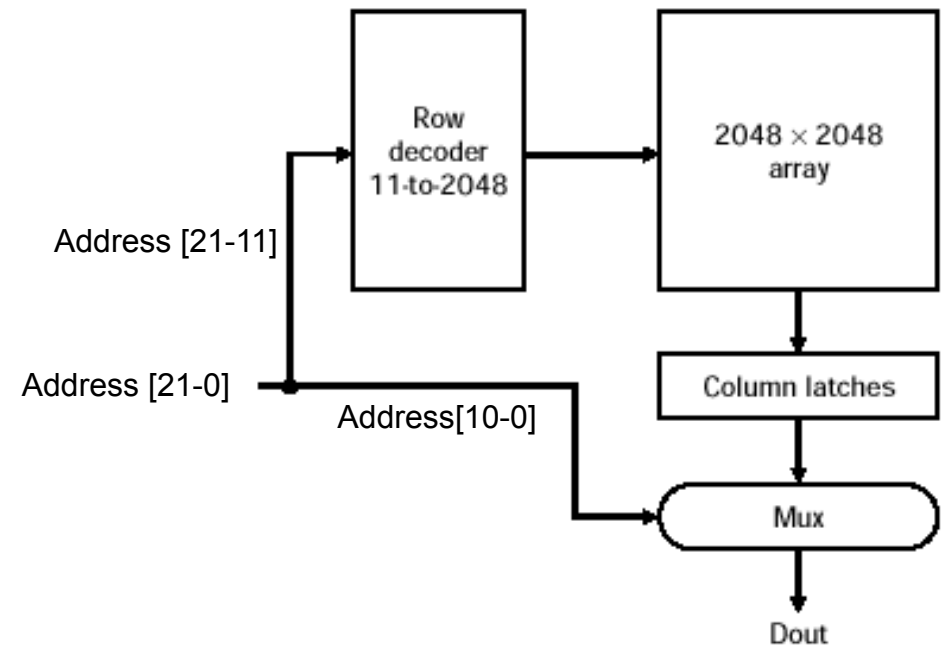 Row
decoder
11-to-2048
2048 × 2048
array
Address [21-11]
Address [21-0]
Address[10-0]
Column latches
Mux
Dout